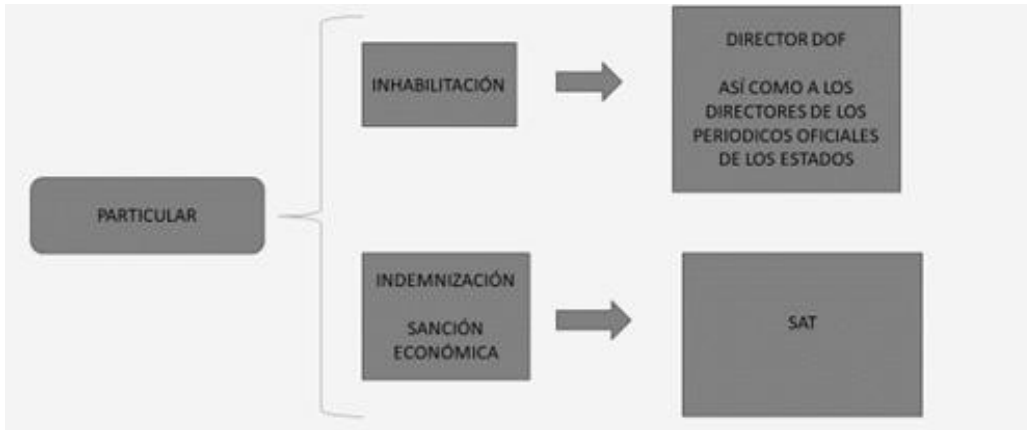 PARTICULAR
INHABILITACIÓN
DIRECTOR DOF
ASÍ COMO A LOS
DIRECTORES DE LOS
PERIODICOS OFICIALES
DE LOS ESTADOS
INDEMNIZACIÓN
SANCIÓN
ECONÓMICA
SAT